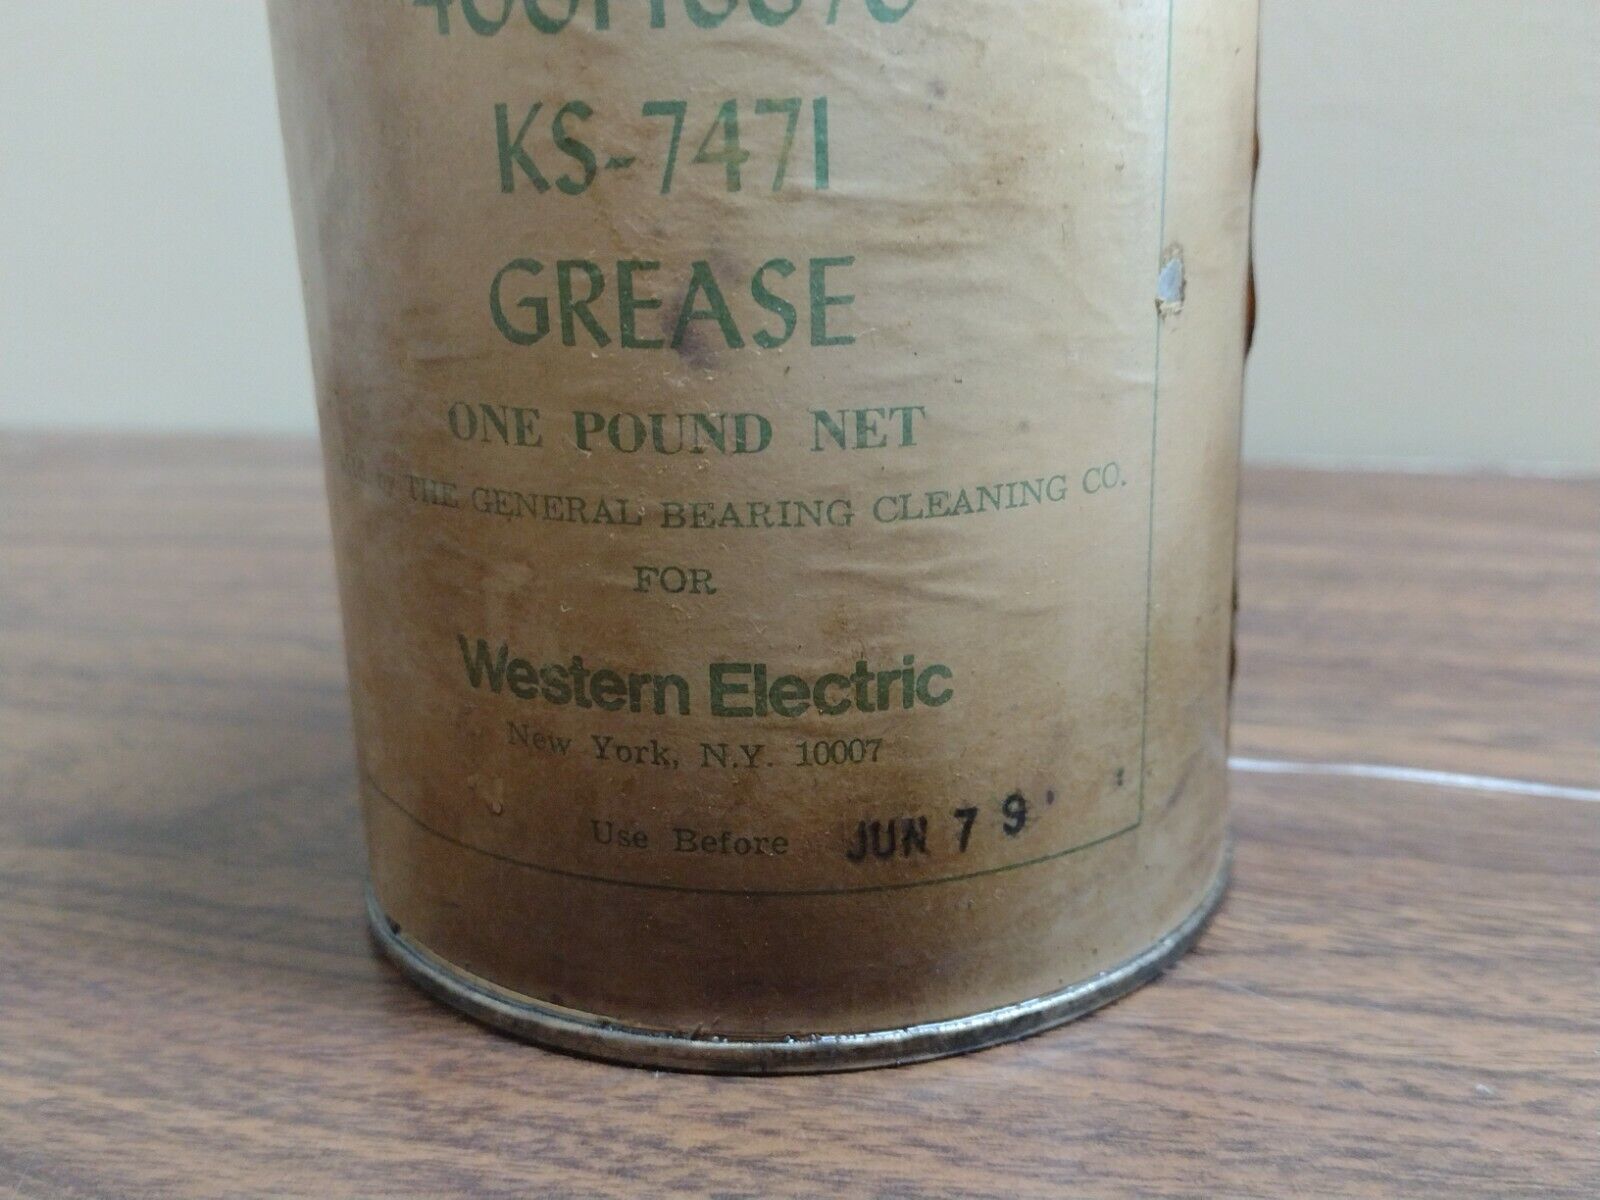 KS-7471
GREASE
ONE POUND NET
THE GENERAL BEARING CLEANING CO.
FOR
Western Electric
New York, N.Y. 10007
Use Before JUN 79